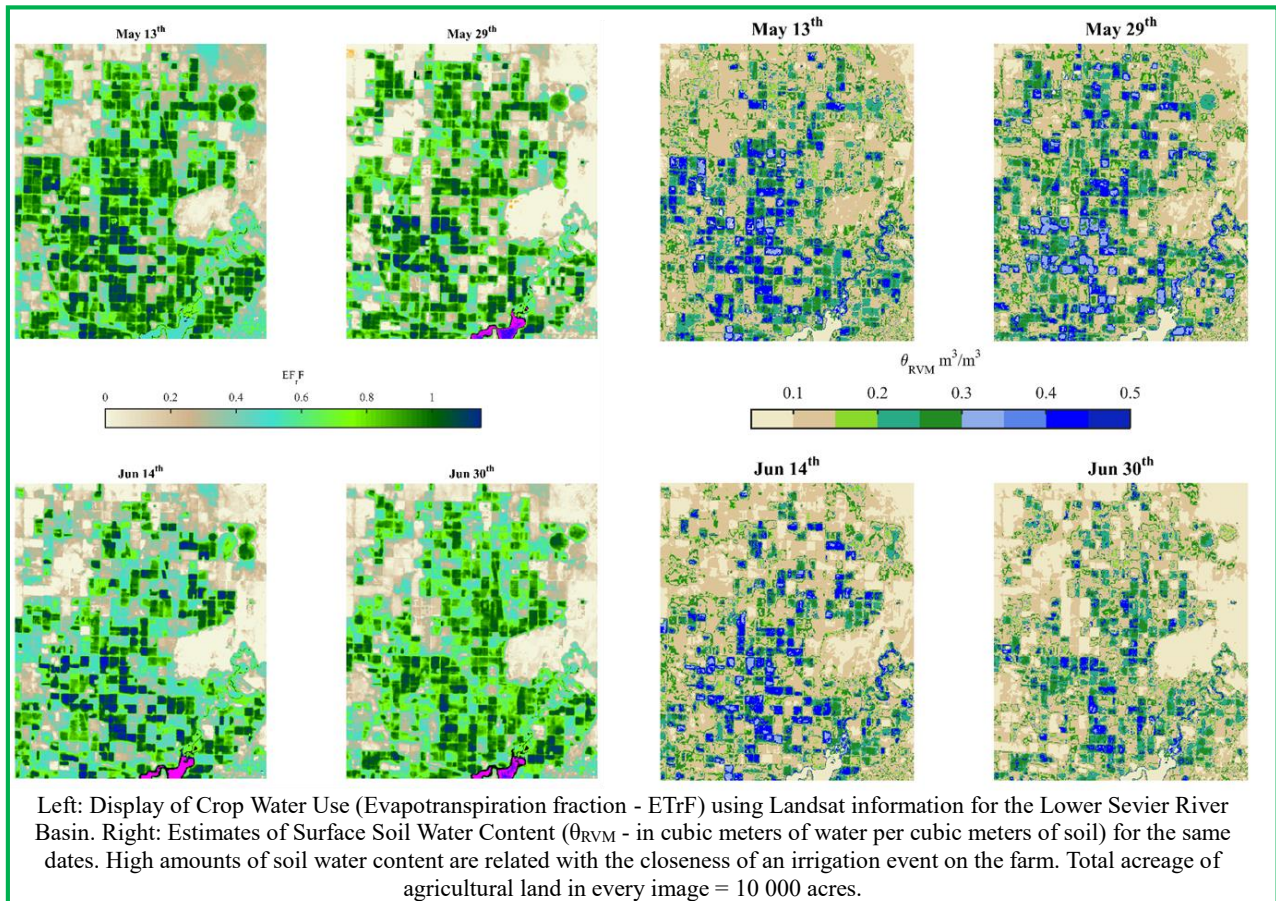 May 13th
May 29th
May 13th
May 29th
EFrF
0 0.2 0.4 0.6 0.8 1
θRVM m³/m³
0.1 0.2 0.3 0.4 0.5
Jun 14th
Jun 30th
Jun 14th
Jun 30th
Left: Display of Crop Water Use (Evapotranspiration fraction - ETrF) using Landsat information for the Lower Sevier River
Basin. Right: Estimates of Surface Soil Water Content (θRVM - in cubic meters of water per cubic meters of soil) for the same
dates. High amounts of soil water content are related with the closeness of an irrigation event on the farm. Total acreage of
agricultural land in every image = 10 000 acres.